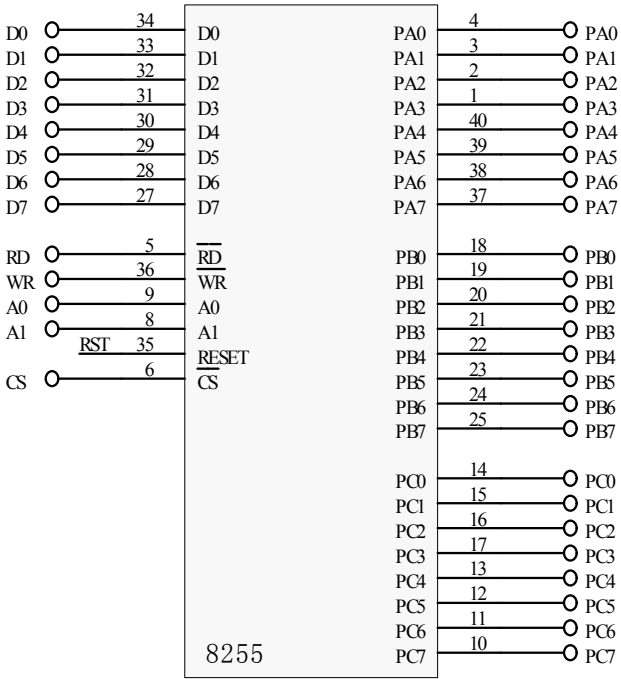 D0 34 D0 PA0 4 PA0
D1 33 D1 PA1 3 PA1
D2 32 D2 PA2 2 PA2
D3 31 D3 PA3 1 PA3
D4 30 D4 PA4 40 PA4
D5 29 D5 PA5 39 PA5
D6 28 D6 PA6 38 PA6
D7 27 D7 PA7 37 PA7
RD 5 RD PB0 18 PB0
WR 36 WR PB1 19 PB1
A0 9 A0 PB2 20 PB2
A1 8 A1 PB3 21 PB3
RST 35 RESET PB4 22 PB4
CS 6 CS PB5 23 PB5
PB6 24 PB6
PB7 25 PB7
PC0 14 PC0
PC1 15 PC1
PC2 16 PC2
PC3 17 PC3
PC4 13 PC4
PC5 12 PC5
PC6 11 PC6
8255 PC7 10 PC7